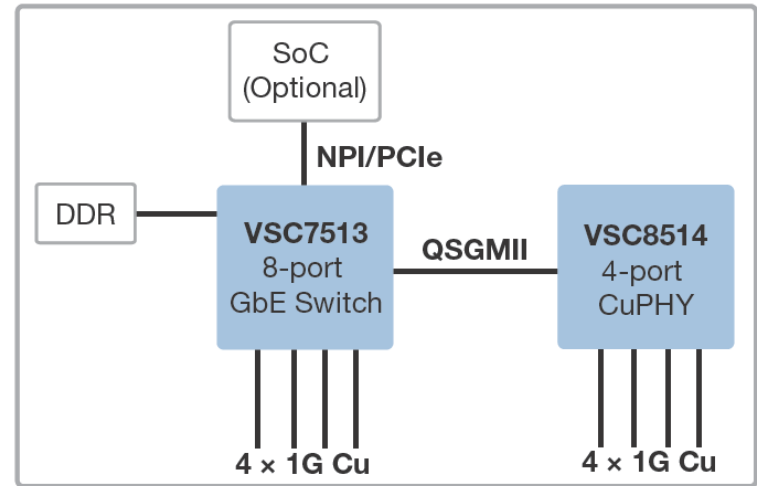 SoC
(Optional)
NPI/PCIe
DDR
VSC7513
8-port
GbE Switch
QSGMII
VSC8514
4-port
CuPHY
4 × 1G Cu
4 × 1G Cu